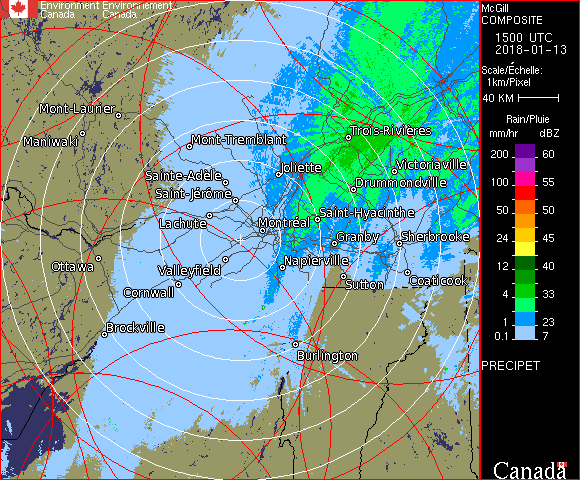 Environment Environnement
Canada Canada
McGill
COMPOSITE
1500 UTC
2018-01-13
Scale/Échelle:
1km/Pixel
40 KM
Rain/Pluie
mm/hr dBZ
200 60
100 55
50 50
24 45
12 40
4 33
1 23
0.1 7
PRECIPET
Canada
Mont-Laurier
Maniwaki
Mont-Tremblant
Trois-Rivières
Joliette
Victoriaville
Sainte-Adèle
Drummondville
Saint-Jérôme
Lachute
Saint-Hyacinthe
Montréal
Granby
Sherbrooke
Ottawa
Valleyfield
Napierville
Cornwall
Sutton
Coaticook
Brockville
Burlington